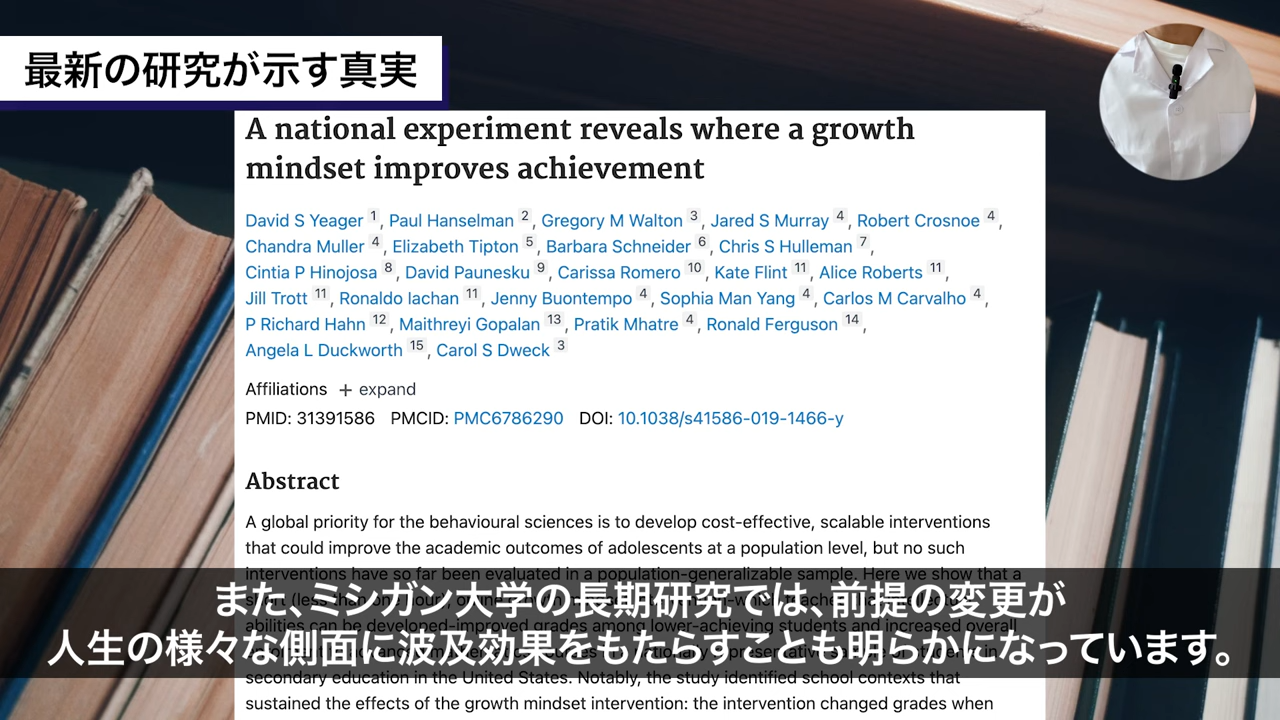 最新の研究が示す真実
A national experiment reveals where a growth
mindset improves achievement
David S Yeager 1, Paul Hanselman 2, Gregory M Walton 3, Jared S Murray 4, Robert Crosnoe 4,
Chandra Muller 4, Elizabeth Tipton 5, Barbara Schneider 6, Chris S Hulleman 7,
Cintia P Hinojosa 8, David Paunesku 9, Carissa Romero 10, Kate Flint 11, Alice Roberts 11,
Jill Trott 11, Ronaldo Iachan 11, Jenny Buontempo 4, Sophia Man Yang 4, Carlos M Carvalho 4,
P Richard Hahn 12, Maithreyi Gopalan 13, Pratik Mhatre 4, Ronald Ferguson 14,
Angela L Duckworth 15, Carol S Dweck 3
Affiliations + expand
PMID: 31391586 PMCID: PMC6786290 DOI: 10.1038/s41586-019-1466-y
Abstract
A global priority for the behavioural sciences is to develop cost-effective, scalable interventions
that could improve the academic outcomes of adolescents at a population level, but no such
interventions have so far been evaluated in a population-generalizable sample. Here we show that a
abilities can be developed-improved grades among lower-achieving students and increased overall
secondary education in the United States. Notably, the study identified school contexts that
sustained the effects of the growth mindset intervention: the intervention changed grades when
また、ミシガン大学の長期研究では、前提の変更が
人生の様々な側面に波及効果をもたらすことも明らかになっています。